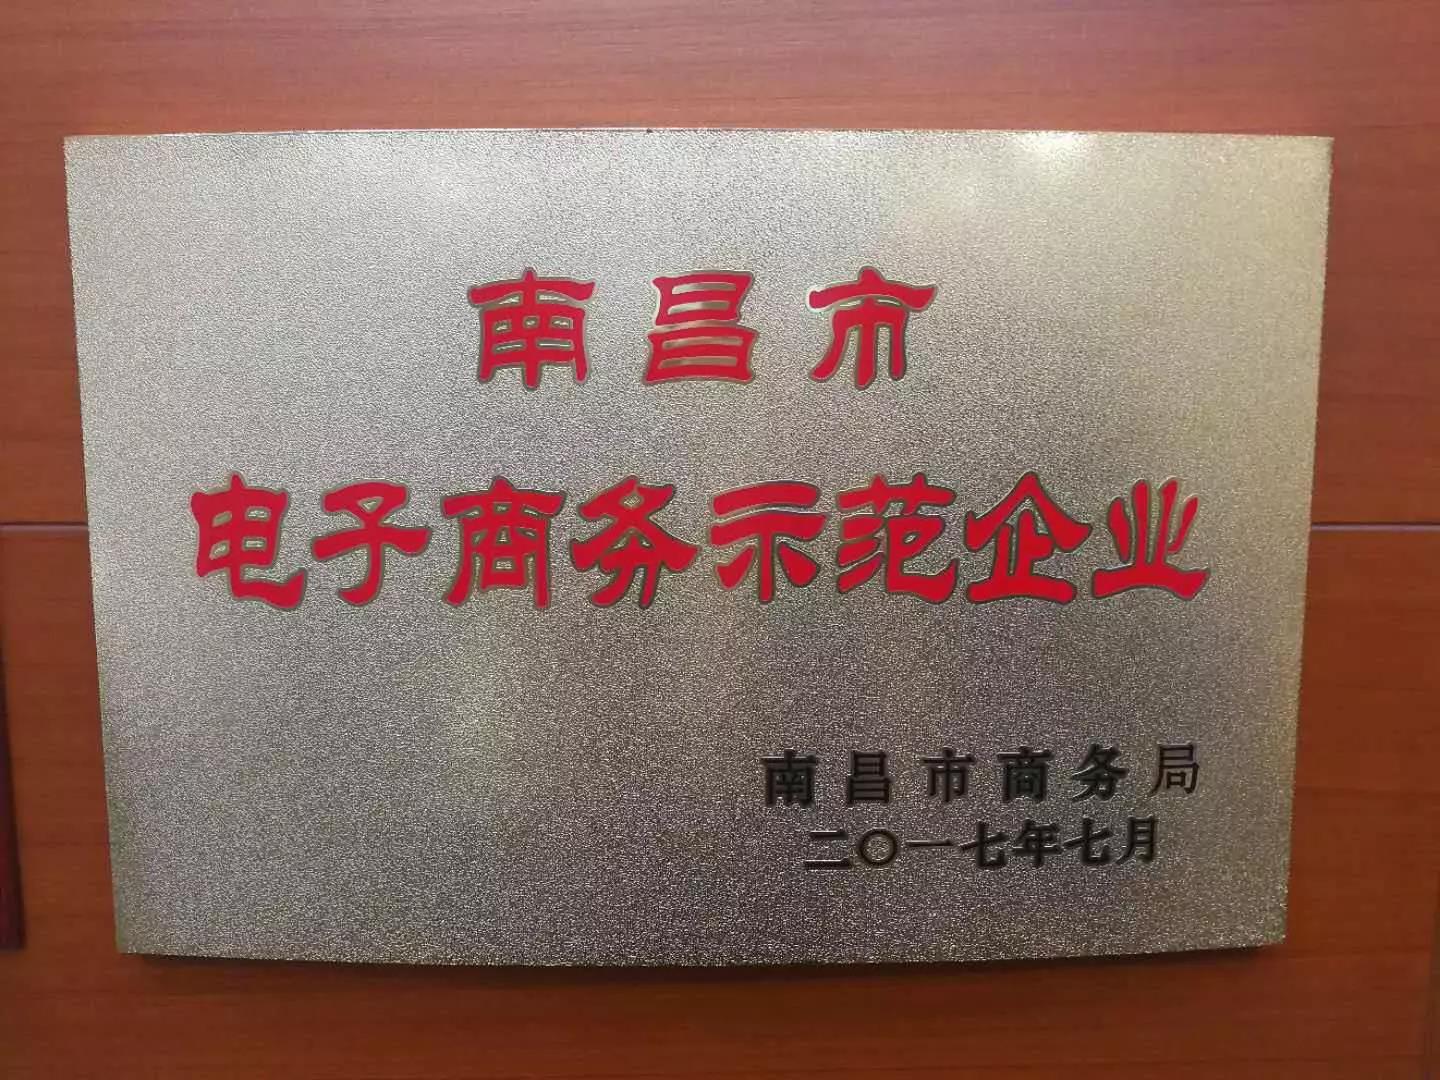 南昌市
电子商务示范企业
南昌市商务局
二〇一七年七月